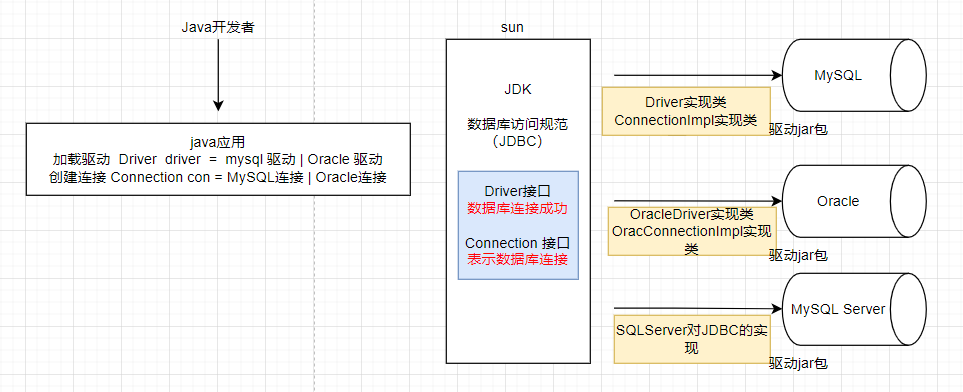 Java开发者
java应用
加载驱动 Driver driver = mysql 驱动 | Oracle 驱动
创建连接 Connection con = MySQL连接 | Oracle连接
sun
JDK
数据库访问规范
（JDBC）
Driver接口
数据库连接成功
Connection 接口
表示数据库连接
MySQL
Driver实现类
ConnectionImpl实现类
驱动jar包
Oracle
OracleDriver实现类
OracConnectionImpl实现
类
驱动jar包
MySQL Server
SQLServer对JDBC的实
现
驱动jar包